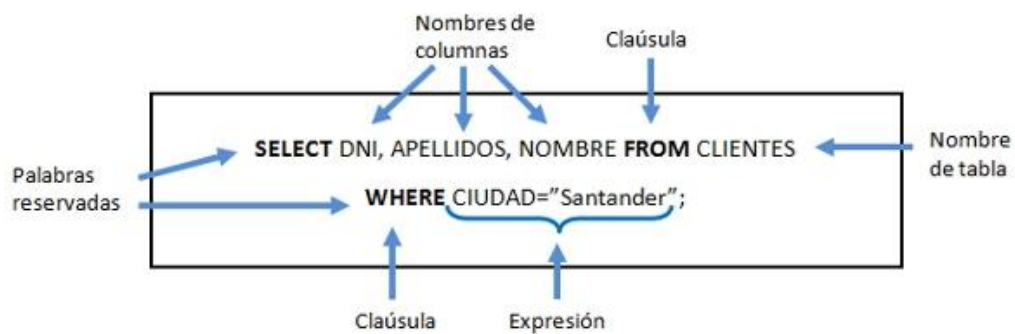 Nombres de
columnas
Claúsula
SELECT DNI, APELLIDOS, NOMBRE FROM CLIENTES
Nombre
de tabla
Palabras
reservadas
WHERE CIUDAD=”Santander”;
Claúsula
Expresión